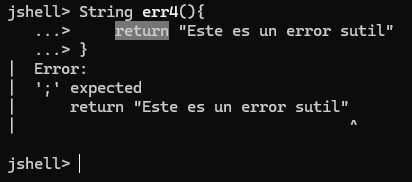 jshell> String err4(){
   ...>     return "Este es un error sutil"
   ...> }
|  Error:
|  ';' expected
|      return "Este es un error sutil"
|                                     ^
jshell>